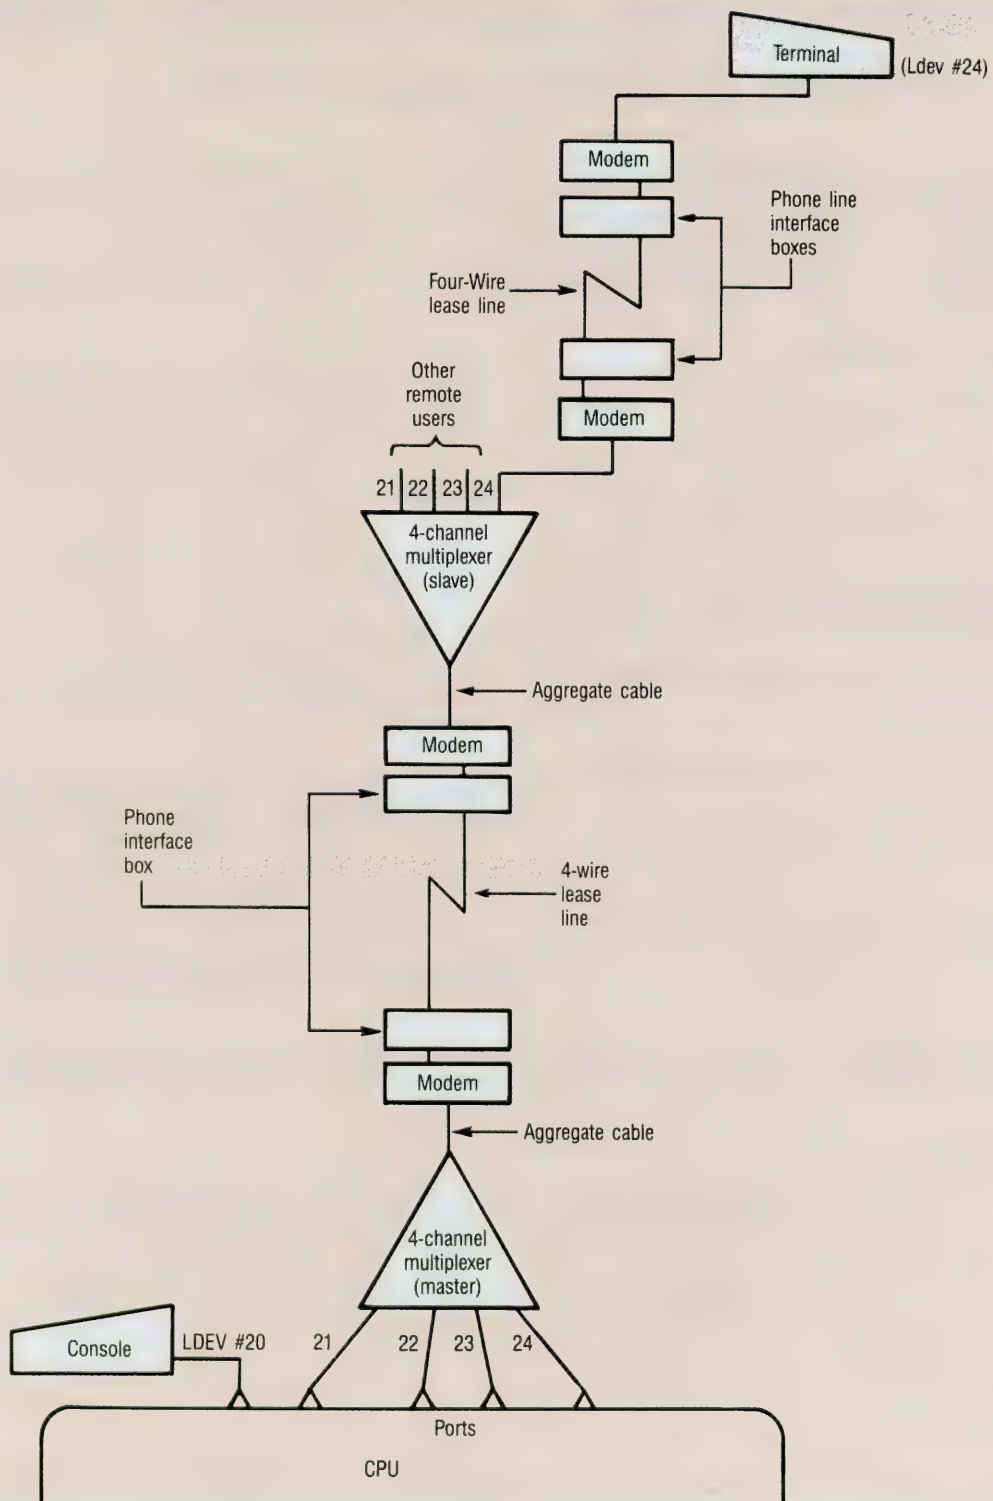 Terminal
(Ldev #24)
Modem
Phone line
interface
boxes
Four-Wire
lease line
Other
remote
users
Modem
21 22 23 24
4-channel
multiplexer
(slave)
Aggregate cable
Modem
Phone
interface
box
4-wire
lease
line
Modem
Aggregate cable
4-channel
multiplexer
(master)
Console
LDEV #20
21 22 23 24
Ports
CPU